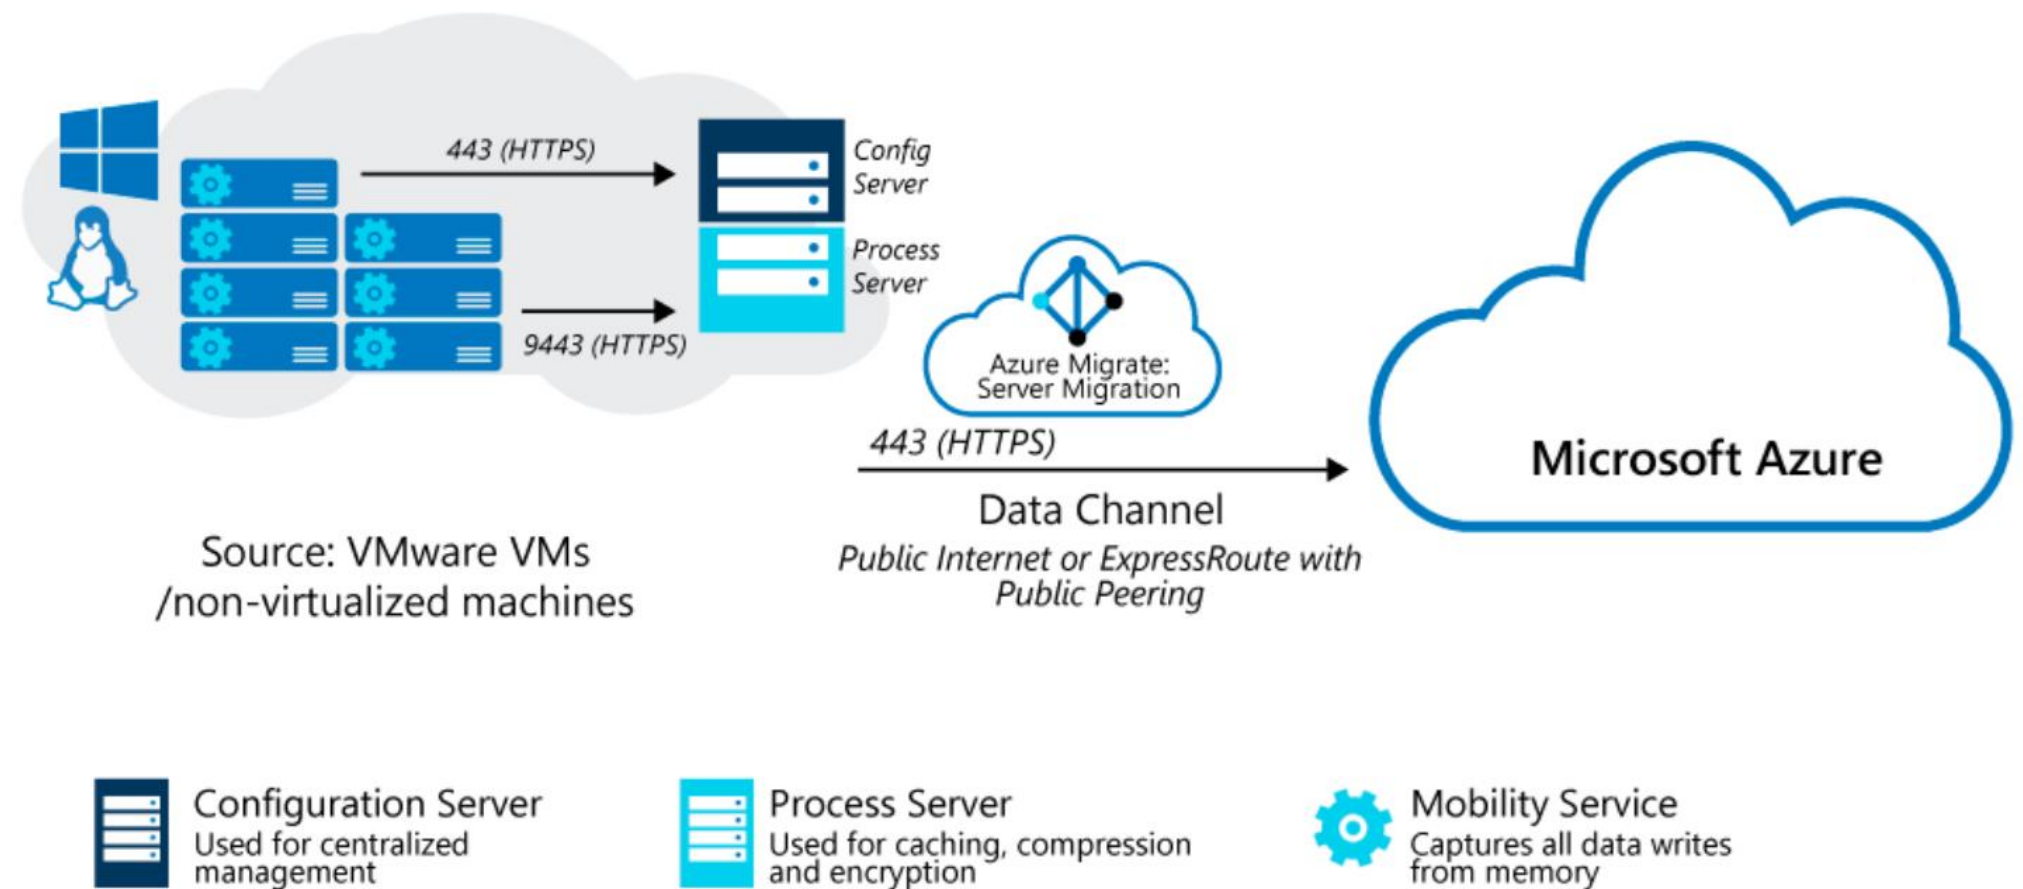 443 (HTTPS)
Config
Server
Process
Server
9443 (HTTPS)
Azure Migrate:
Server Migration
443 (HTTPS)
Microsoft Azure
Data Channel
Public Internet or ExpressRoute with
Public Peering
Source: VMware VMs
/non-virtualized machines
Configuration Server
Used for centralized
management
Process Server
Used for caching, compression
and encryption
Mobility Service
Captures all data writes
from memory